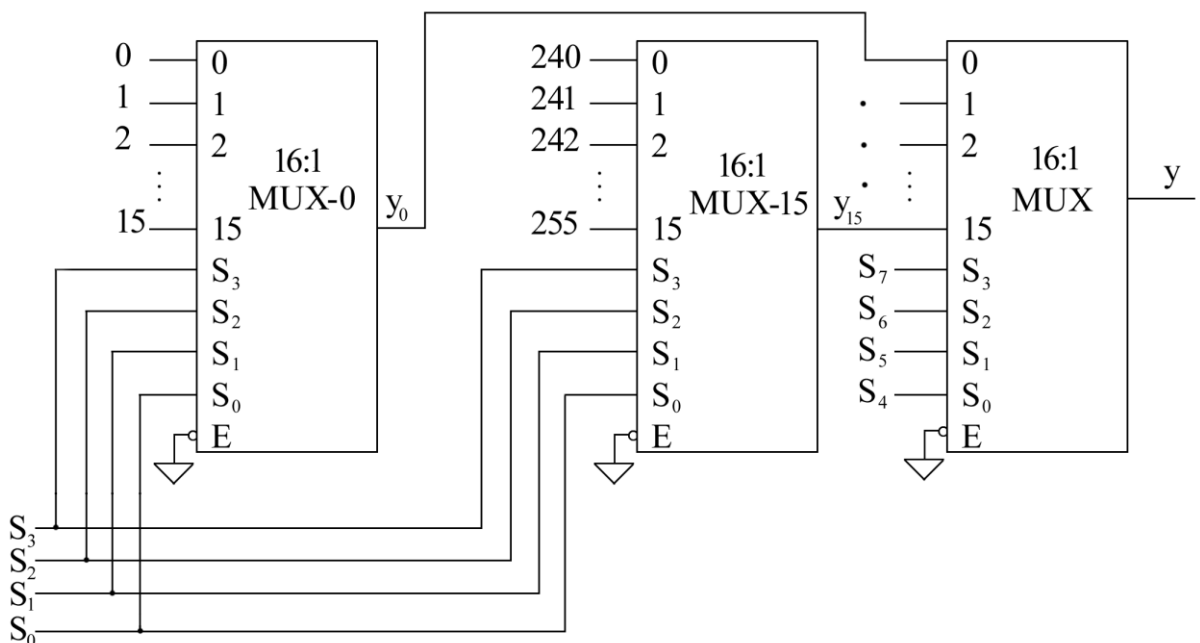 0 0
1 1
2 2
16:1
MUX-0
y₀
15 15
S₃
S₂
S₁
S₀
E
240 0
241 1
242 2
16:1
MUX-15
y₁₅
255 15
S₃
S₂
S₁
S₀
E
0
1
2
16:1
MUX
y
15
S₇ S₃
S₆ S₂
S₅ S₁
S₄ S₀
E
S₃
S₂
S₁
S₀